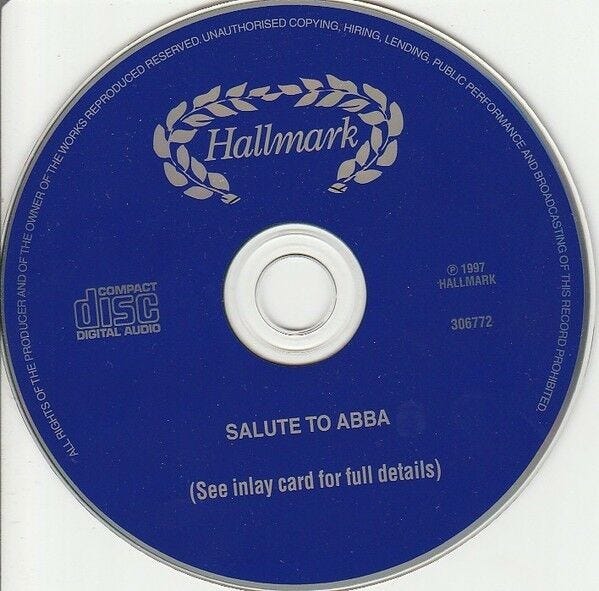 ALL RIGHTS OF THE PRODUCER AND OF THE OWNER OF THE WORKS REPRODUCED RESERVED. UNAUTHORISED COPYING, HIRING, LENDING, PUBLIC PERFORMANCE AND BROADCASTING OF THIS RECORD PROHIBITED.
Hallmark
COMPACT
disc
DIGITAL AUDIO
℗ 1997
HALLMARK
306772
SALUTE TO ABBA
(See inlay card for full details)